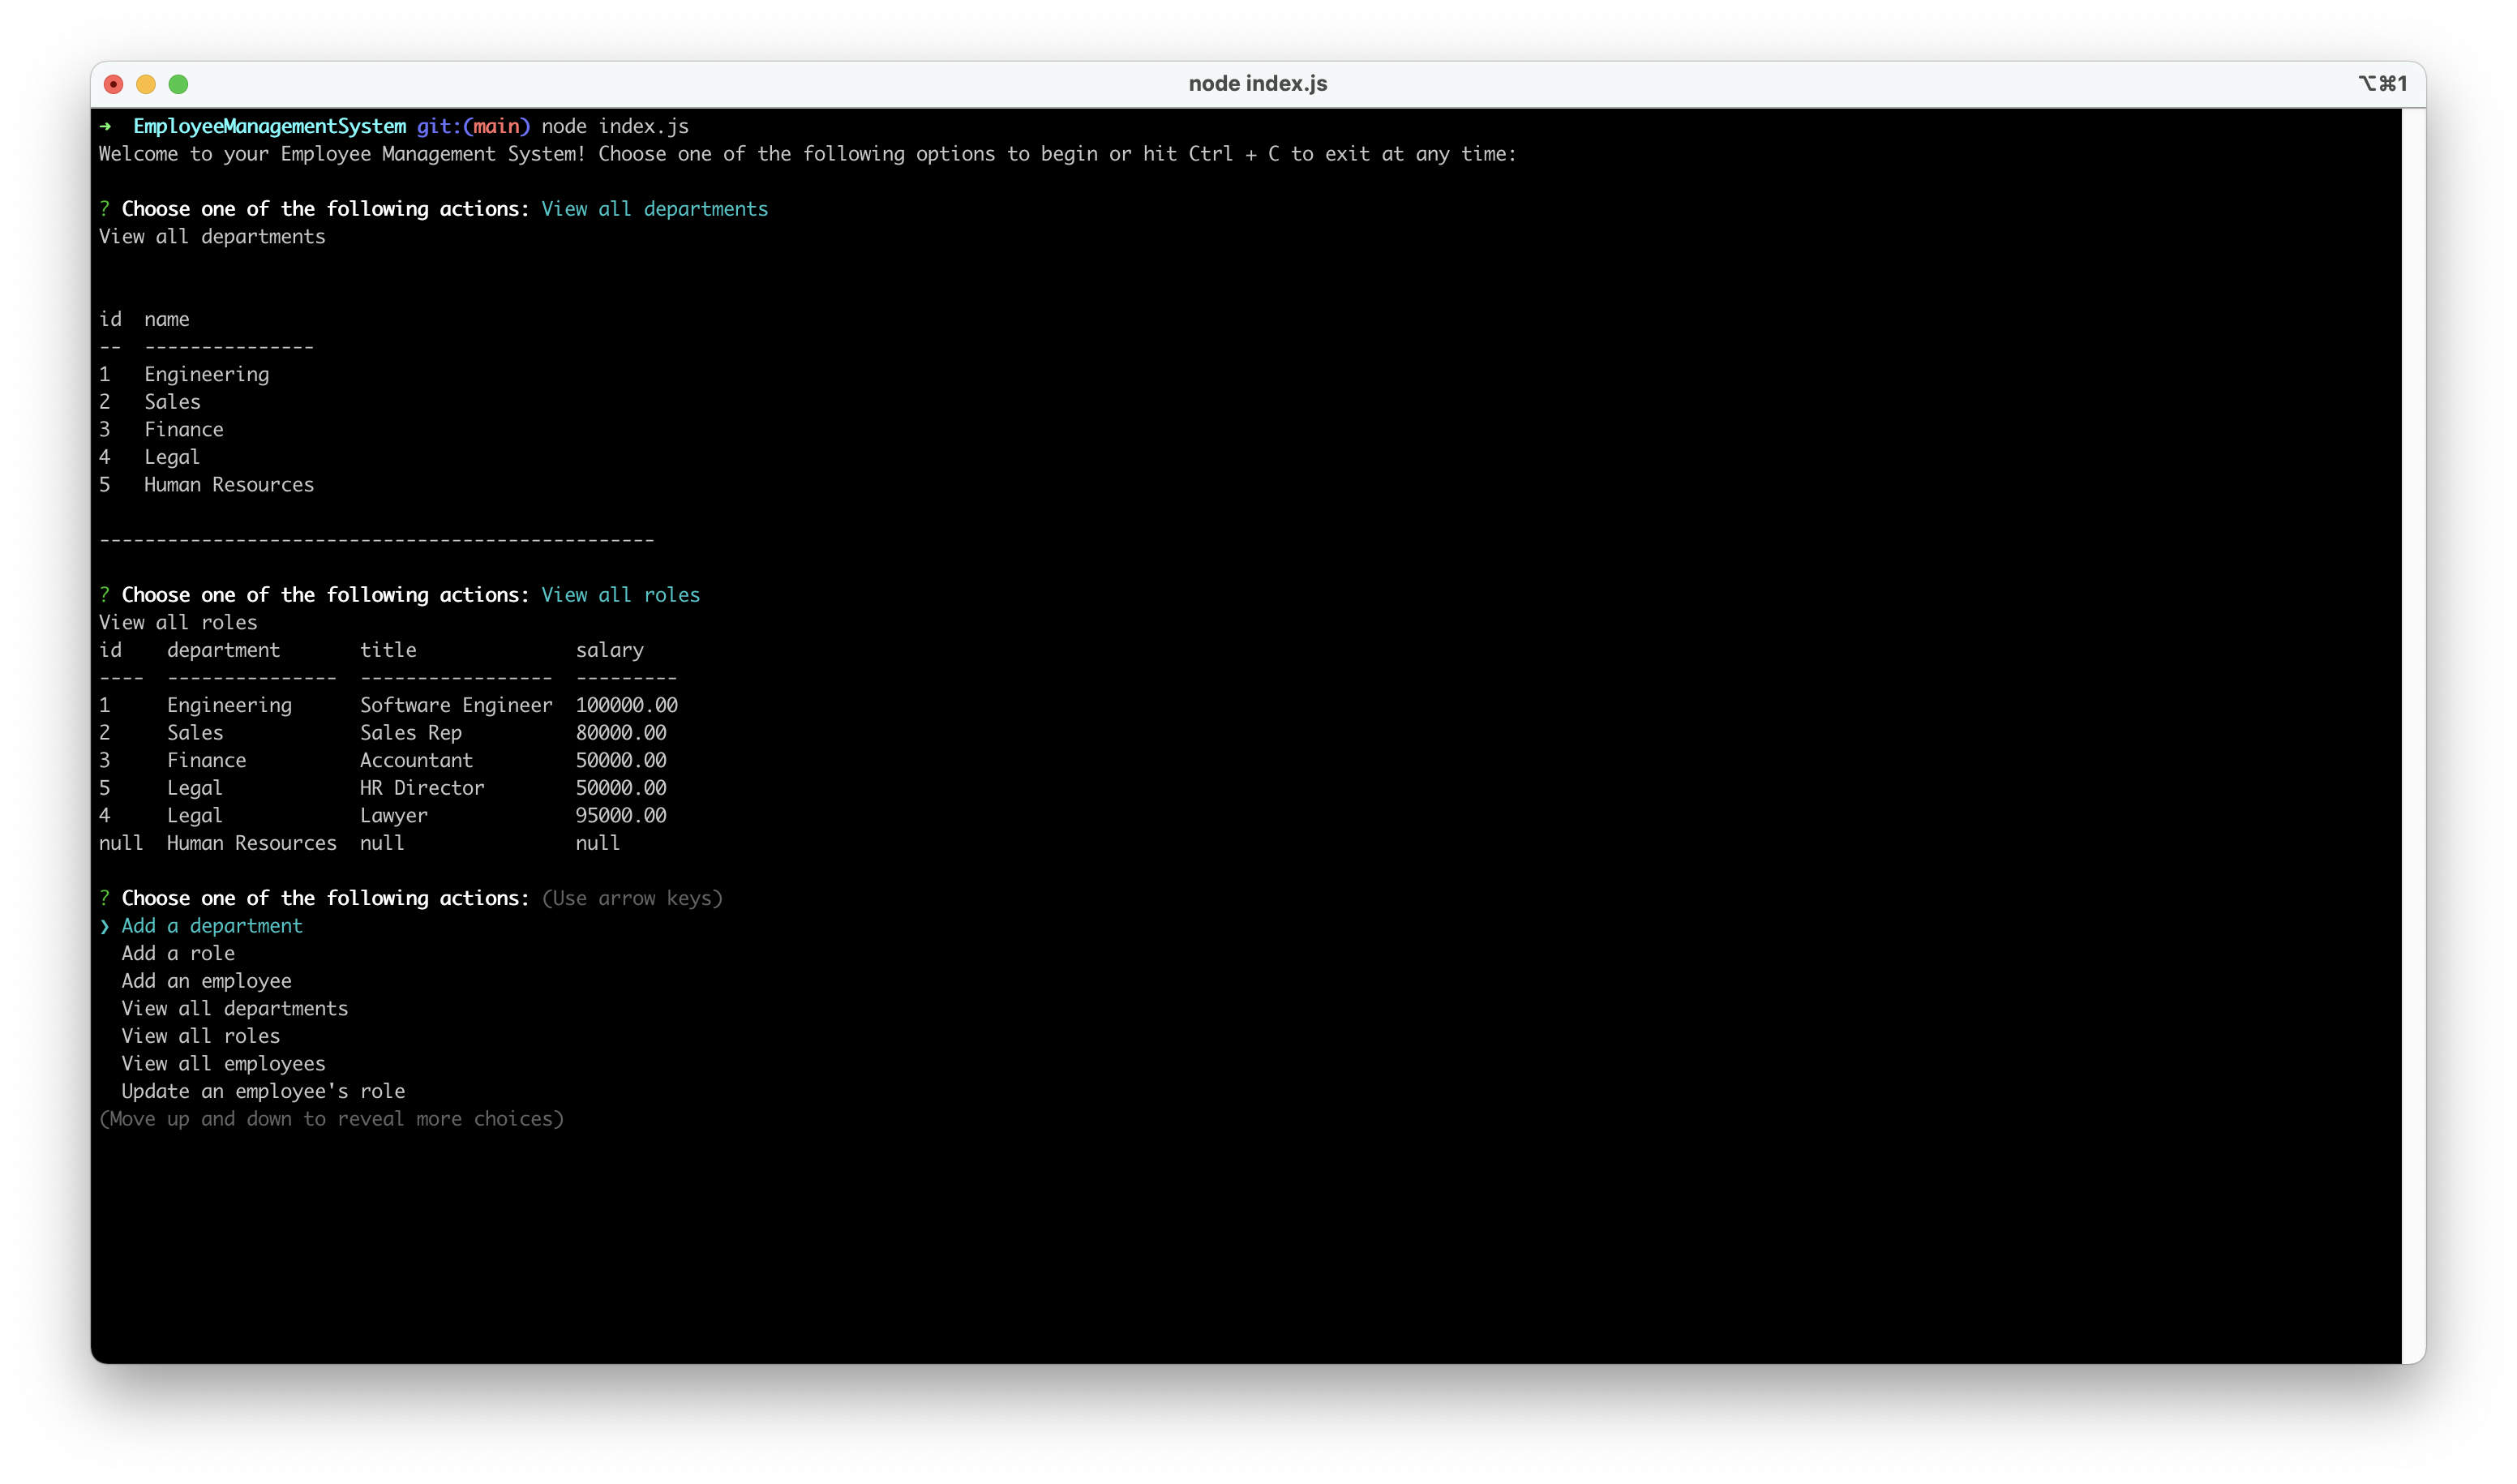 node index.js
⌥⌘1
➜  EmployeeManagementSystem git:(main) node index.js
Welcome to your Employee Management System! Choose one of the following options to begin or hit Ctrl + C to exit at any time:
? Choose one of the following actions: View all departments
View all departments
id  name
--  ---------------
1   Engineering
2   Sales
3   Finance
4   Legal
5   Human Resources
-------------------------------------------------
? Choose one of the following actions: View all roles
View all roles
id    department       title              salary
----  ---------------  -----------------  ---------
1     Engineering      Software Engineer  100000.00
2     Sales            Sales Rep          80000.00
3     Finance          Accountant         50000.00
5     Legal            HR Director        50000.00
4     Legal            Lawyer             95000.00
null  Human Resources  null               null
? Choose one of the following actions: (Use arrow keys)
❯ Add a department
  Add a role
  Add an employee
  View all departments
  View all roles
  View all employees
  Update an employee's role
(Move up and down to reveal more choices)